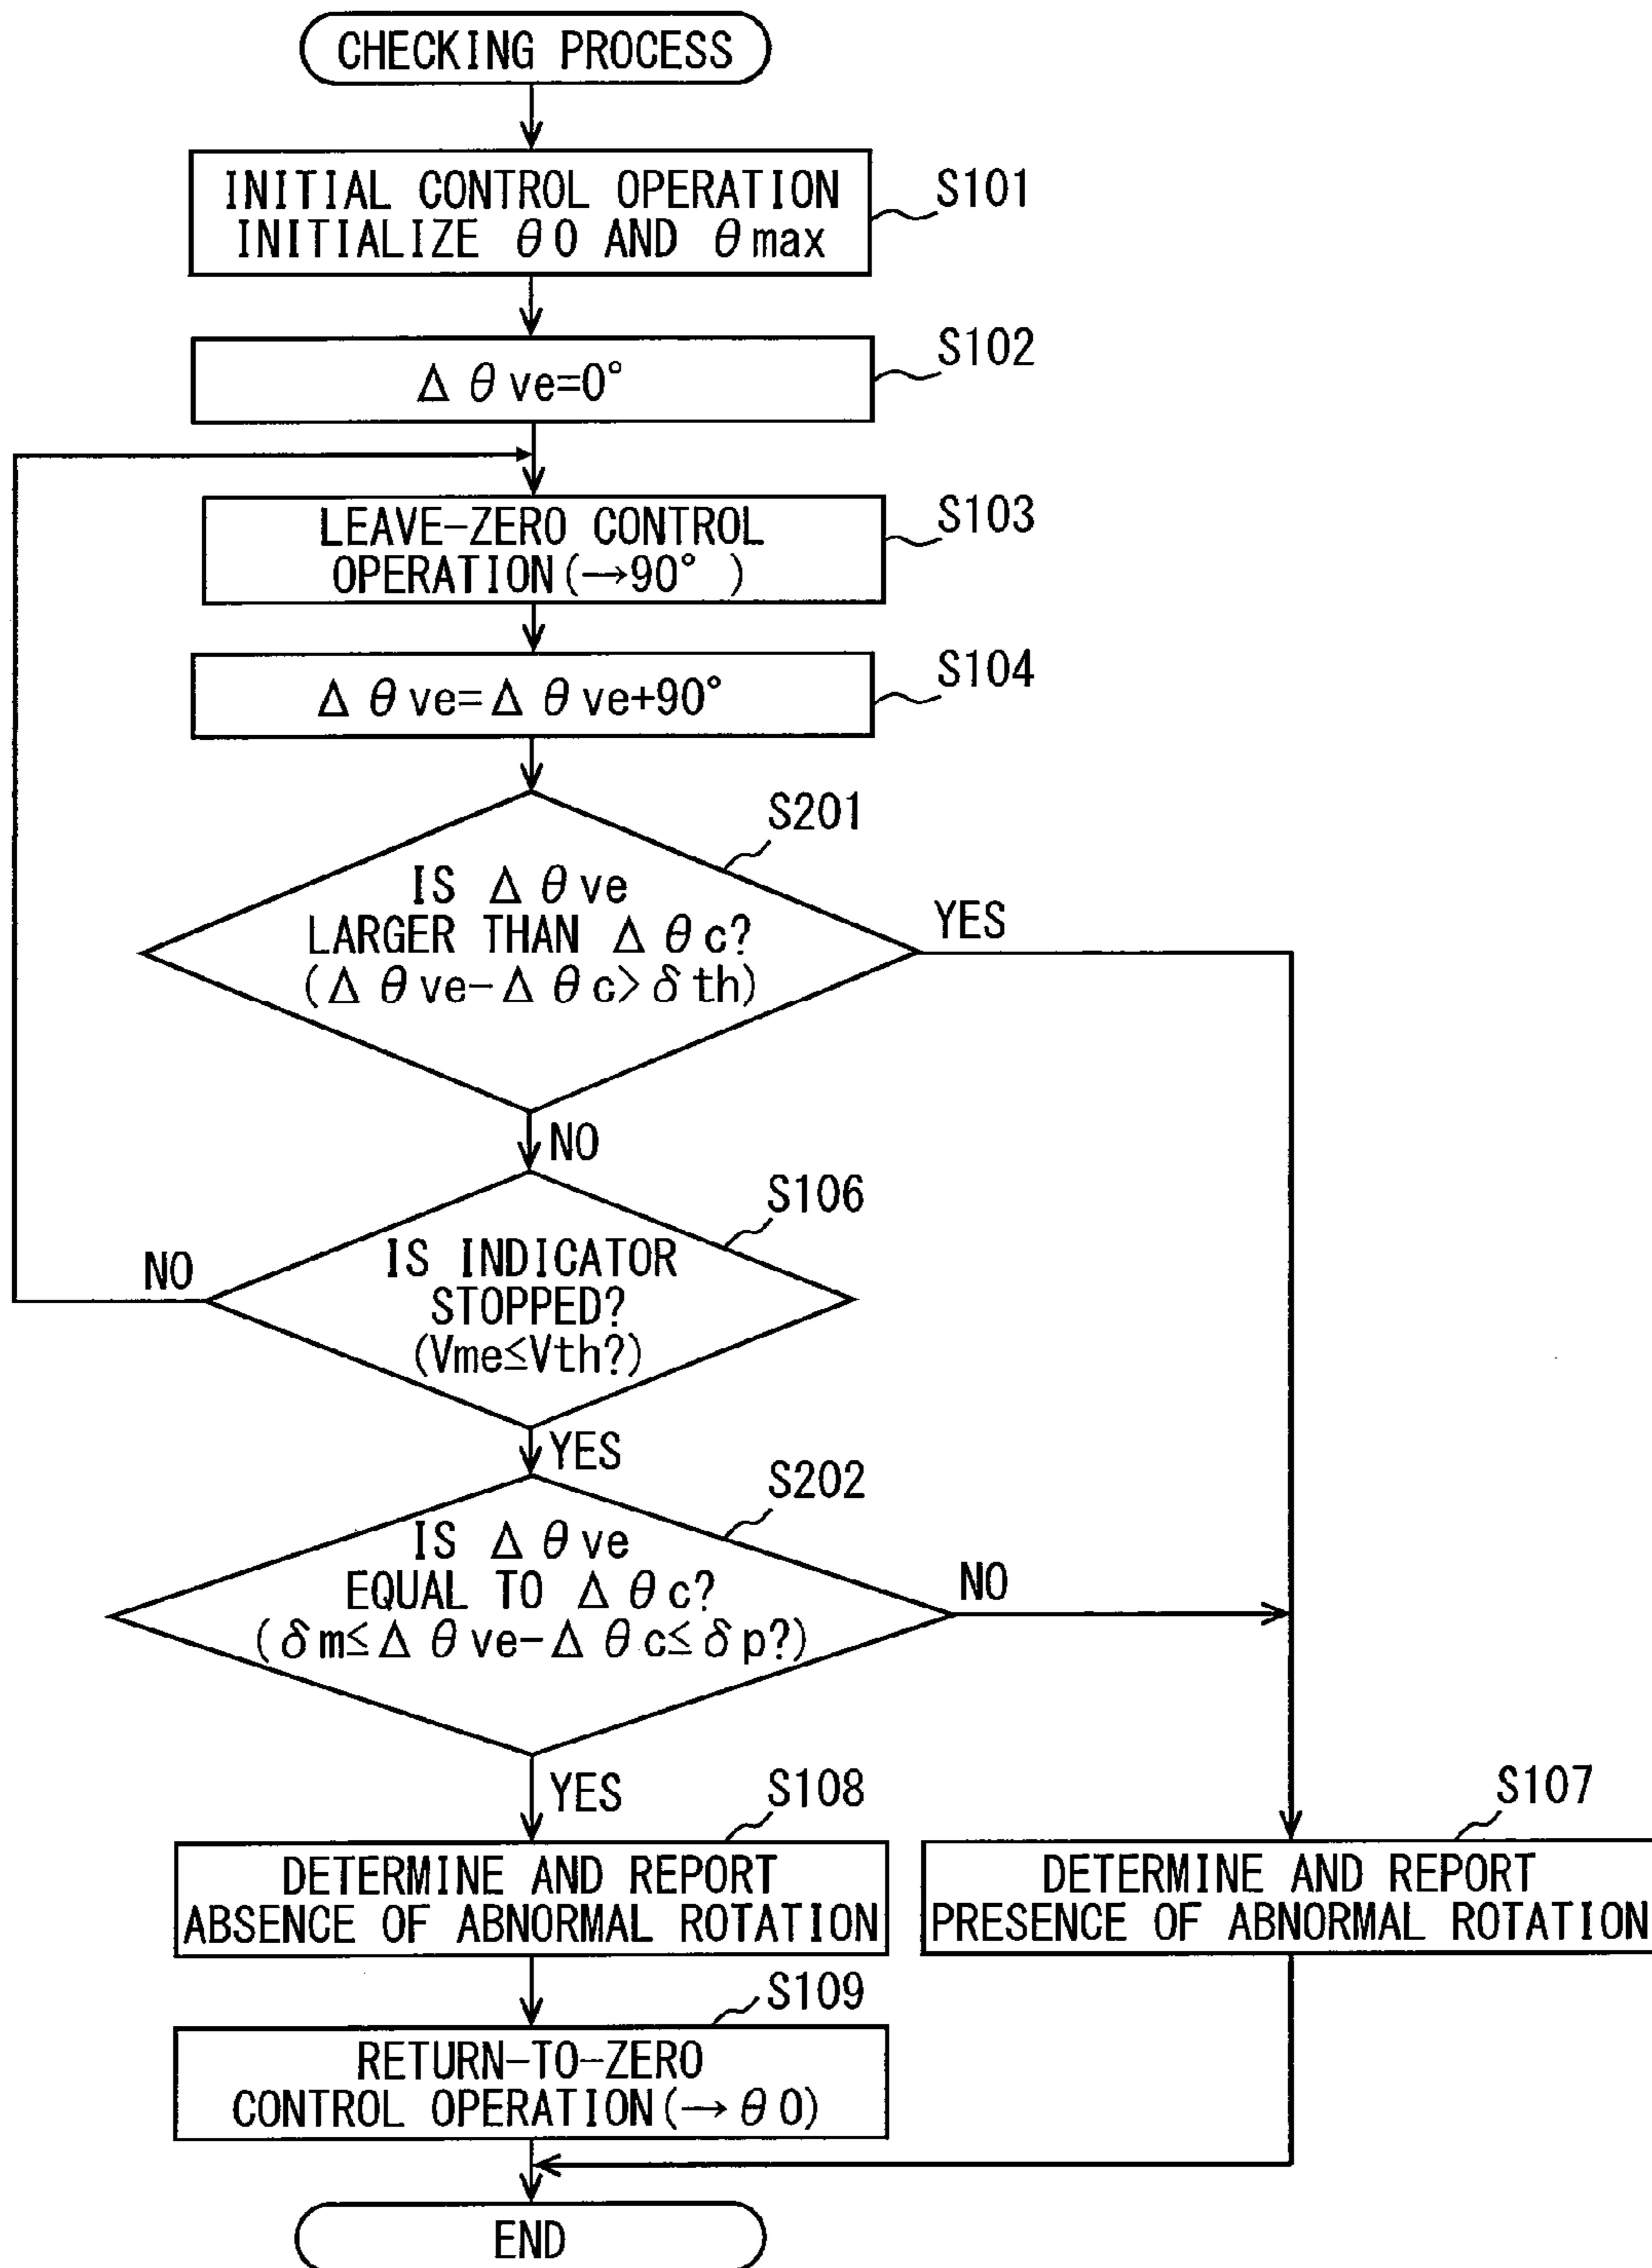 CHECKING PROCESS
INITIAL CONTROL OPERATION
INITIALIZE θ0 AND θmax
S101
Δθve=0°
S102
LEAVE-ZERO CONTROL
OPERATION(→90°)
S103
Δθve=Δθve+90°
S104
S201
IS Δθve
LARGER THAN Δθc?
(Δθve-Δθc>δth)
YES
NO
S106
IS INDICATOR
STOPPED?
(Vme≤Vth?)
NO
YES
S202
IS Δθve
EQUAL TO Δθc?
(δm≤Δθve-Δθc≤δp?)
NO
YES
S108
DETERMINE AND REPORT
ABSENCE OF ABNORMAL ROTATION
S107
DETERMINE AND REPORT
PRESENCE OF ABNORMAL ROTATION
S109
RETURN-TO-ZERO
CONTROL OPERATION(→θ0)
END